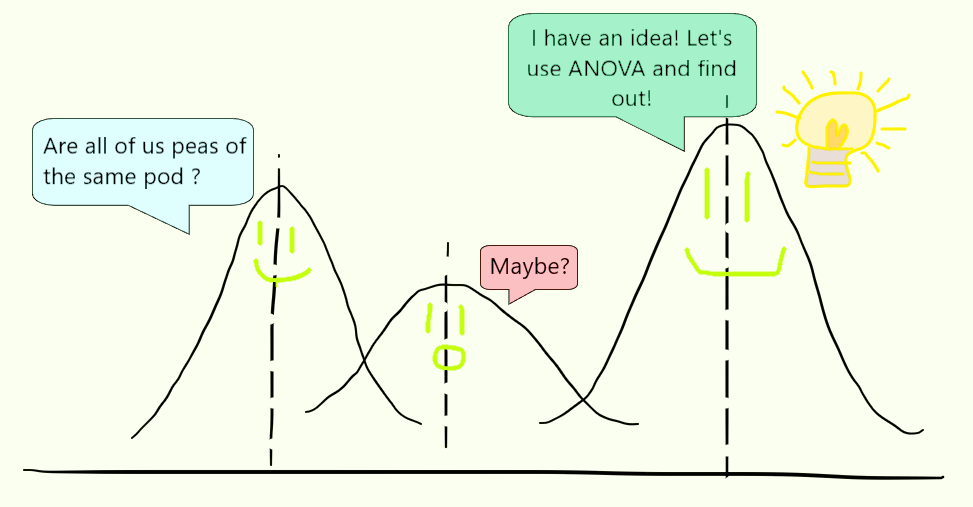 Are all of us peas of
the same pod ?
Maybe?
I have an idea! Let's
use ANOVA and find
out!